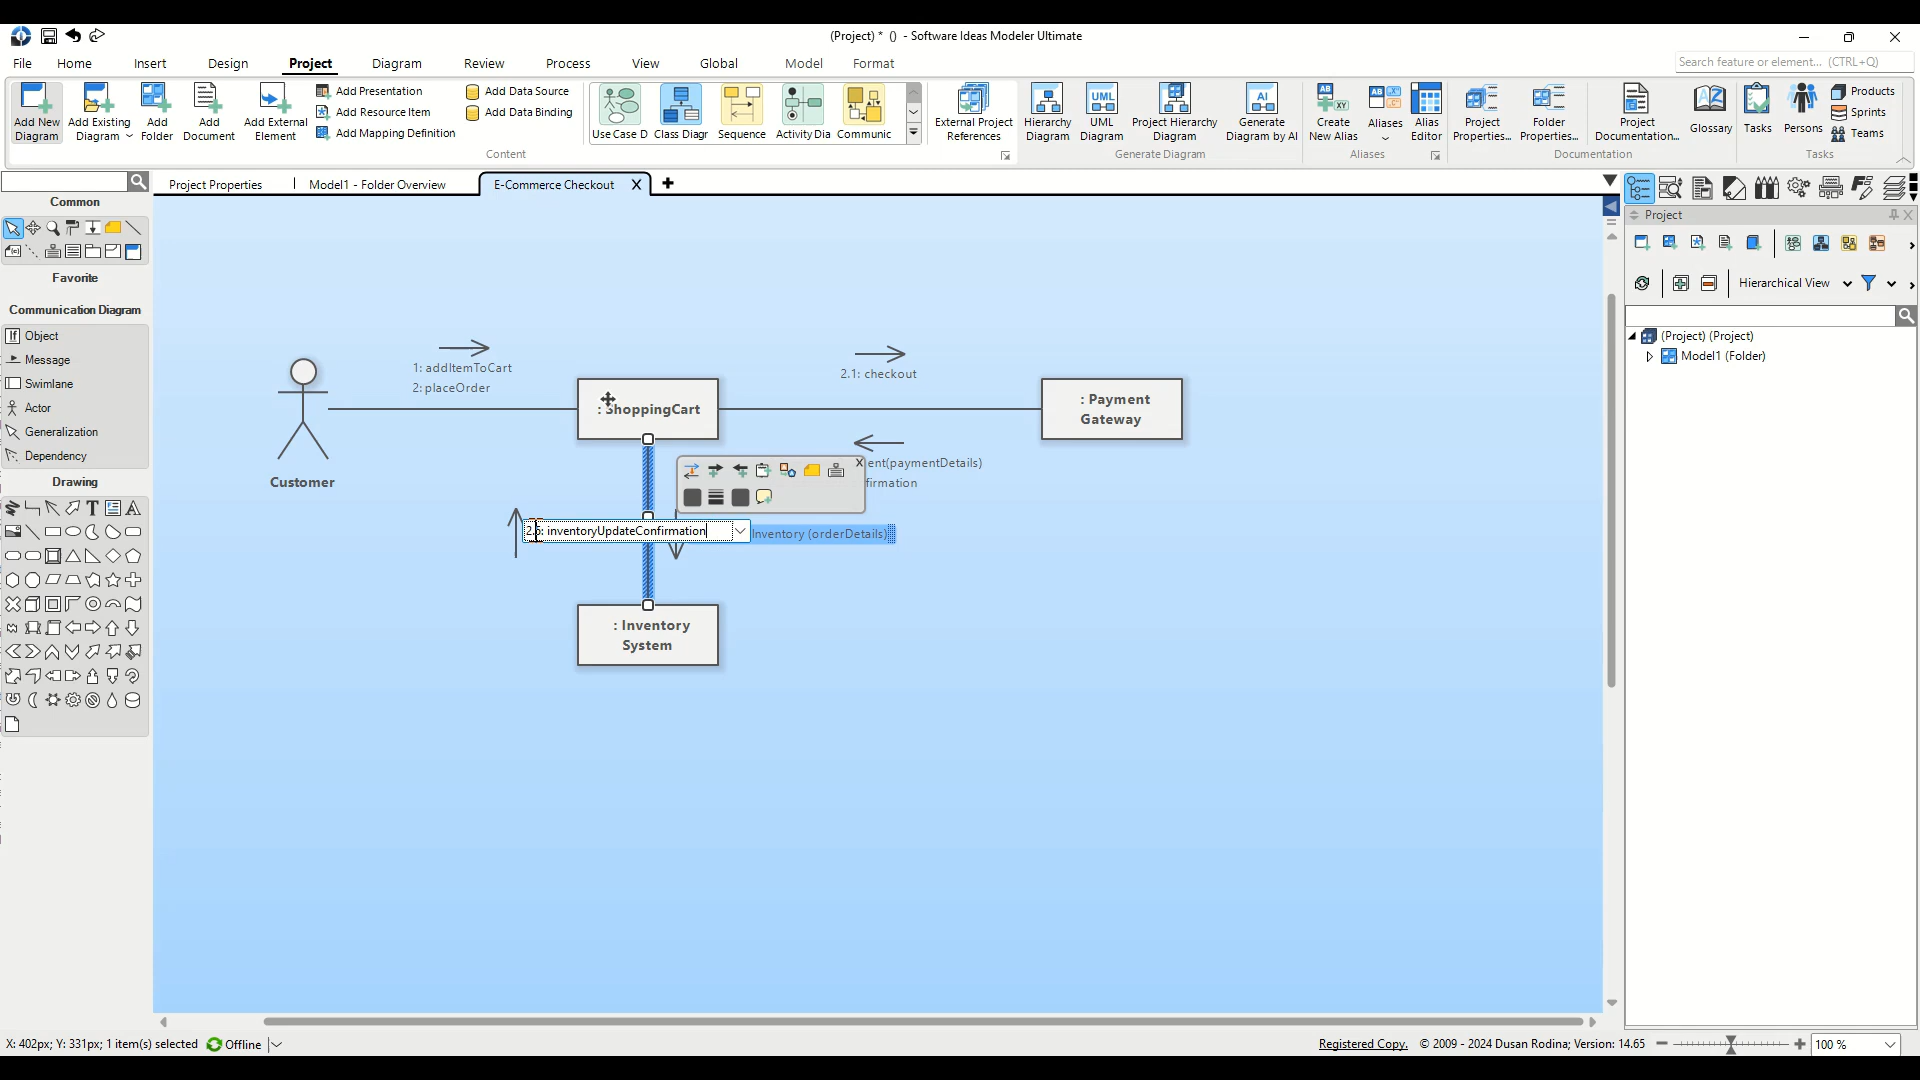 (Project) * () - Software Ideas Modeler Ultimate
File Home Insert Design Project Diagram Review Process View Global Model Format
Search feature or element... (CTRL+Q)
Add New Diagram
Add Existing Diagram
Add Folder
Add Document
Add External Element
Add Presentation
Add Resource Item
Add Mapping Definition
Add Data Source
Add Data Binding
Content
Use Case D
Class Diagr
Sequence
Activity Dia
Communic
External Project References
Hierarchy Diagram
UML Diagram
Project Hierarchy Diagram
Generate Diagram by AI
Generate Diagram
Create New Alias
Aliases
Alias Editor
Aliases
Project Properties...
Folder Properties...
Project Documentation...
Documentation
Glossary
Tasks
Persons
Products
Sprints
Teams
Tasks
Project Properties
Model1 - Folder Overview
E-Commerce Checkout
Common
Favorite
Communication Diagram
Object
Message
Swimlane
Actor
Generalization
Dependency
Drawing
1: addItemToCart
2: placeOrder
2.1: checkout
Customer
: ShoppingCart
: Payment
Gateway
ent(paymentDetails)
firmation
inventoryUpdateConfirmation
Inventory (orderDetails)
: Inventory
System
Project
Hierarchical View
(Project) (Project)
Model1 (Folder)
X: 402px; Y: 331px; 1 item(s) selected
Offline
Registered Copy.
© 2009 - 2024 Dusan Rodina; Version: 14.65
100 %